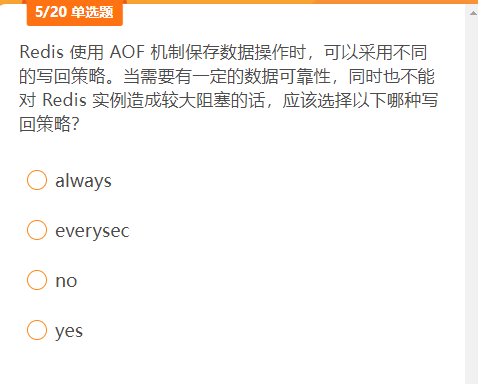 5/20 单选题
Redis 使用 AOF 机制保存数据操作时，可以采用不同
的写回策略。当需要有一定的数据可靠性，同时也不能
对 Redis 实例造成较大阻塞的话，应该选择以下哪种写
回策略？
always
everysec
no
yes